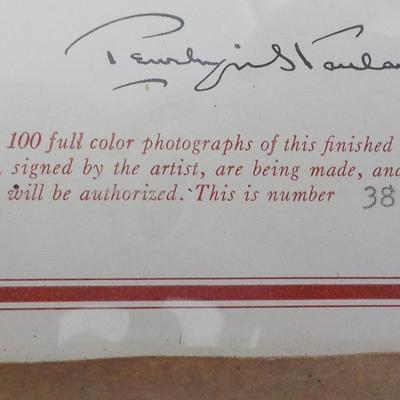 100 full color photographs of this finished
, signed by the artist, are being made, and
will be authorized. This is number 38